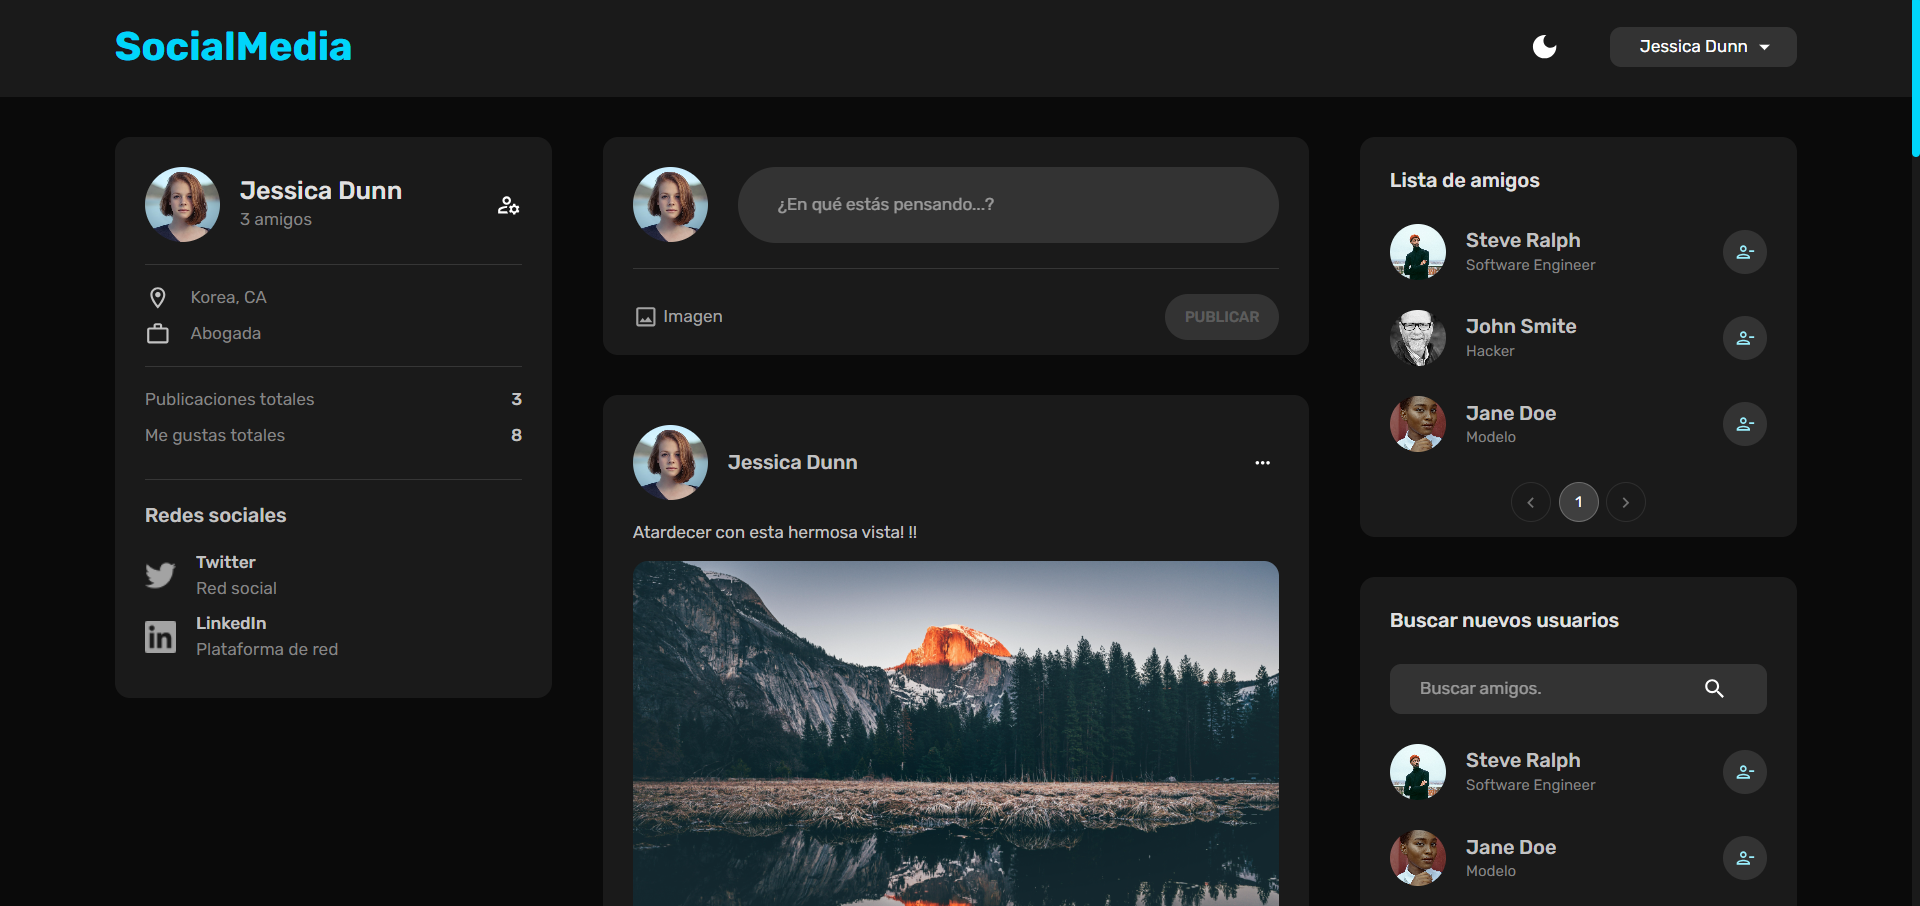 SocialMedia
Jessica Dunn
Jessica Dunn
3 amigos
Korea, CA
Abogada
Publicaciones totales 3
Me gustas totales 8
Redes sociales
Twitter
Red social
LinkedIn
Plataforma de red
¿En qué estás pensando...?
Imagen
PUBLICAR
Jessica Dunn
Atardecer con esta hermosa vista! !!
Lista de amigos
Steve Ralph
Software Engineer
John Smite
Hacker
Jane Doe
Modelo
1
Buscar nuevos usuarios
Buscar amigos.
Steve Ralph
Software Engineer
Jane Doe
Modelo